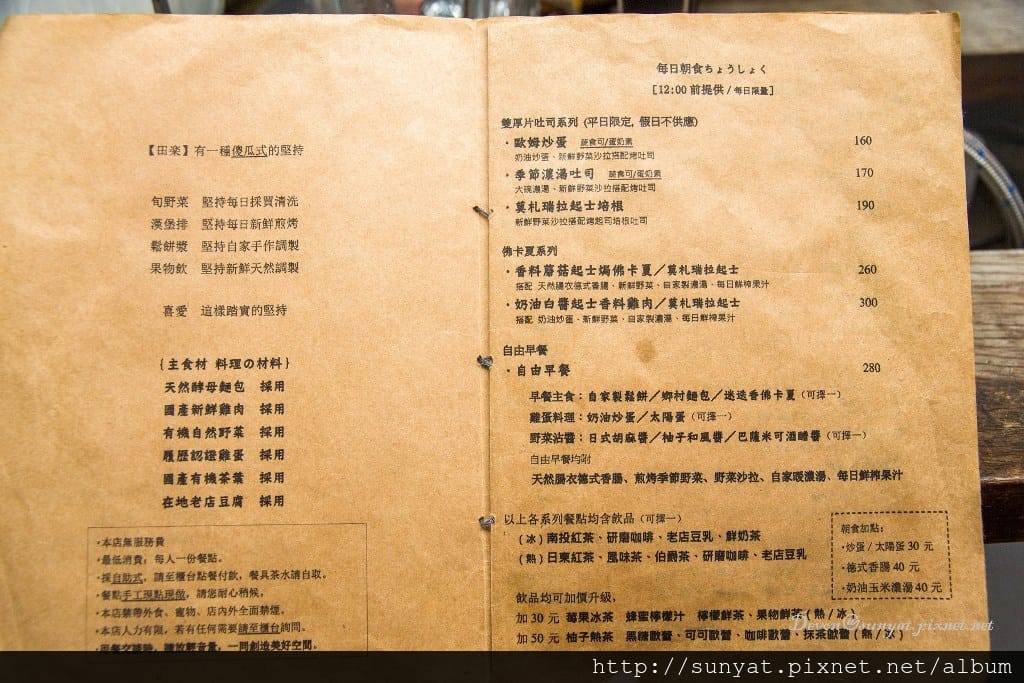 【田楽】有一種傻瓜式的堅持
旬野菜 堅持每日採買清洗
漢堡排 堅持每日新鮮煎烤
鬆餅漿 堅持自家手作調製
果物飲 堅持新鮮天然調製
喜愛 這樣踏實的堅持
{主食材 料理の材料}
天然酵母麵包 採用
國產新鮮雞肉 採用
有機自然野菜 採用
履歷認證雞蛋 採用
國產有機茶葉 採用
在地老店豆腐 採用
·本店無服務費
·最低消費:每人一份餐點。
·採自助式,請至櫃台點餐付款,餐具茶水請自取。
·餐點手工現點現做,請您耐心稍候。
·本店禁帶外食、寵物、店內外全面禁煙。
·本店人力有限,若有任何需要請至櫃台詢問。
請放輕音量,一同創造美好空間。
每日朝食ちょうしょく
[12:00 前提供/每日限量]
雙厚片吐司系列 (平日限定, 假日不供應)
·歐姆炒蛋 蔬食可/蛋奶素 160
奶油炒蛋、新鮮野菜沙拉搭配烤吐司
·季節濃湯吐司 蔬食可/蛋奶素 170
大碗濃湯、新鮮野菜沙拉搭配烤吐司
·莫札瑞拉起士培根 190
新鮮野菜沙拉搭配烤起司培根吐司
佛卡夏系列
·香料蘑菇起士焗佛卡夏/莫札瑞拉起士 260
搭配 天然腸衣德式香腸、新鮮野菜、自家製濃湯、每日鮮榨果汁
·奶油白醬起士香料雞肉/莫札瑞拉起士 300
搭配 奶油炒蛋、新鮮野菜、自家製濃湯、每日鮮榨果汁
自由早餐
·自由早餐 280
早餐主食:自家製鬆餅/鄉村麵包/迷迭香佛卡夏(可擇一)
雞蛋料理:奶油炒蛋/太陽蛋(可擇一)
野菜沾醬:日式胡麻醬/柚子和風醬/巴薩米可酒醋醬(可擇一)
自由早餐均附
天然腸衣德式香腸、煎烤季節野菜、野菜沙拉、自家暖濃湯、每日鮮榨果汁
以上各系列餐點均含飲品(可擇一)
(冰)南投紅茶、研磨咖啡、老店豆乳、鮮奶茶
(熱)日東紅茶、風味茶、伯爵茶、研磨咖啡、老店豆乳
飲品均可加價升級,
加30元 莓果冰茶 蜂蜜檸檬汁 檸檬鮮茶、果物鮮茶(熱/冰)
加50元 柚子熱茶 黑糖歐蕾、可可歐蕾、咖啡歐蕾、抹茶歐蕾(熱/冰)
朝食加點:
·炒蛋/太陽蛋 30 元
·德式香腸 40 元
·奶油玉米濃湯 40 元
Devon@sunyat.pixnet.net
http://sunyat.pixnet.net/album